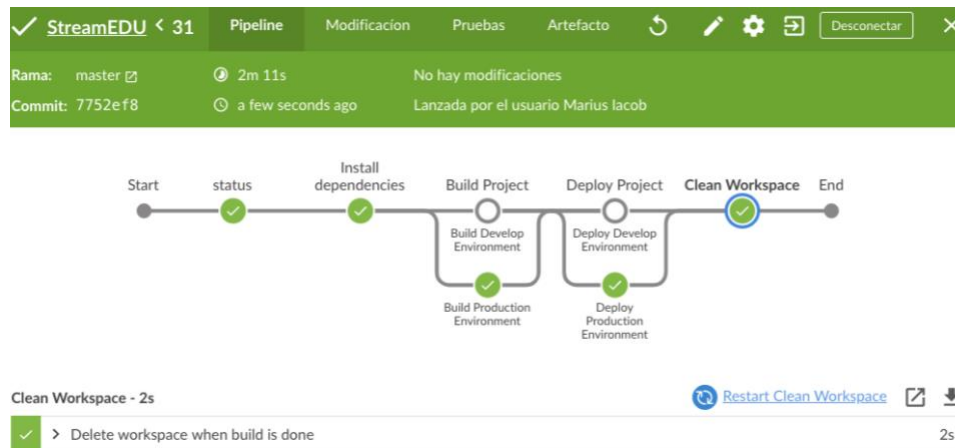 StreamEDU < 31 Pipeline Modificacion Pruebas Artefacto Desconectar
Rama: master 2m 11s No hay modificaciones
Commit: 7752ef8 a few seconds ago Lanzada por el usuario Marius Iacob
Install
Start status dependencies Build Project Deploy Project Clean Workspace End
Build Develop
Environment
Deploy Develop
Environment
Build Production
Environment
Deploy
Production
Environment
Clean Workspace - 2s Restart Clean Workspace
> Delete workspace when build is done 2s